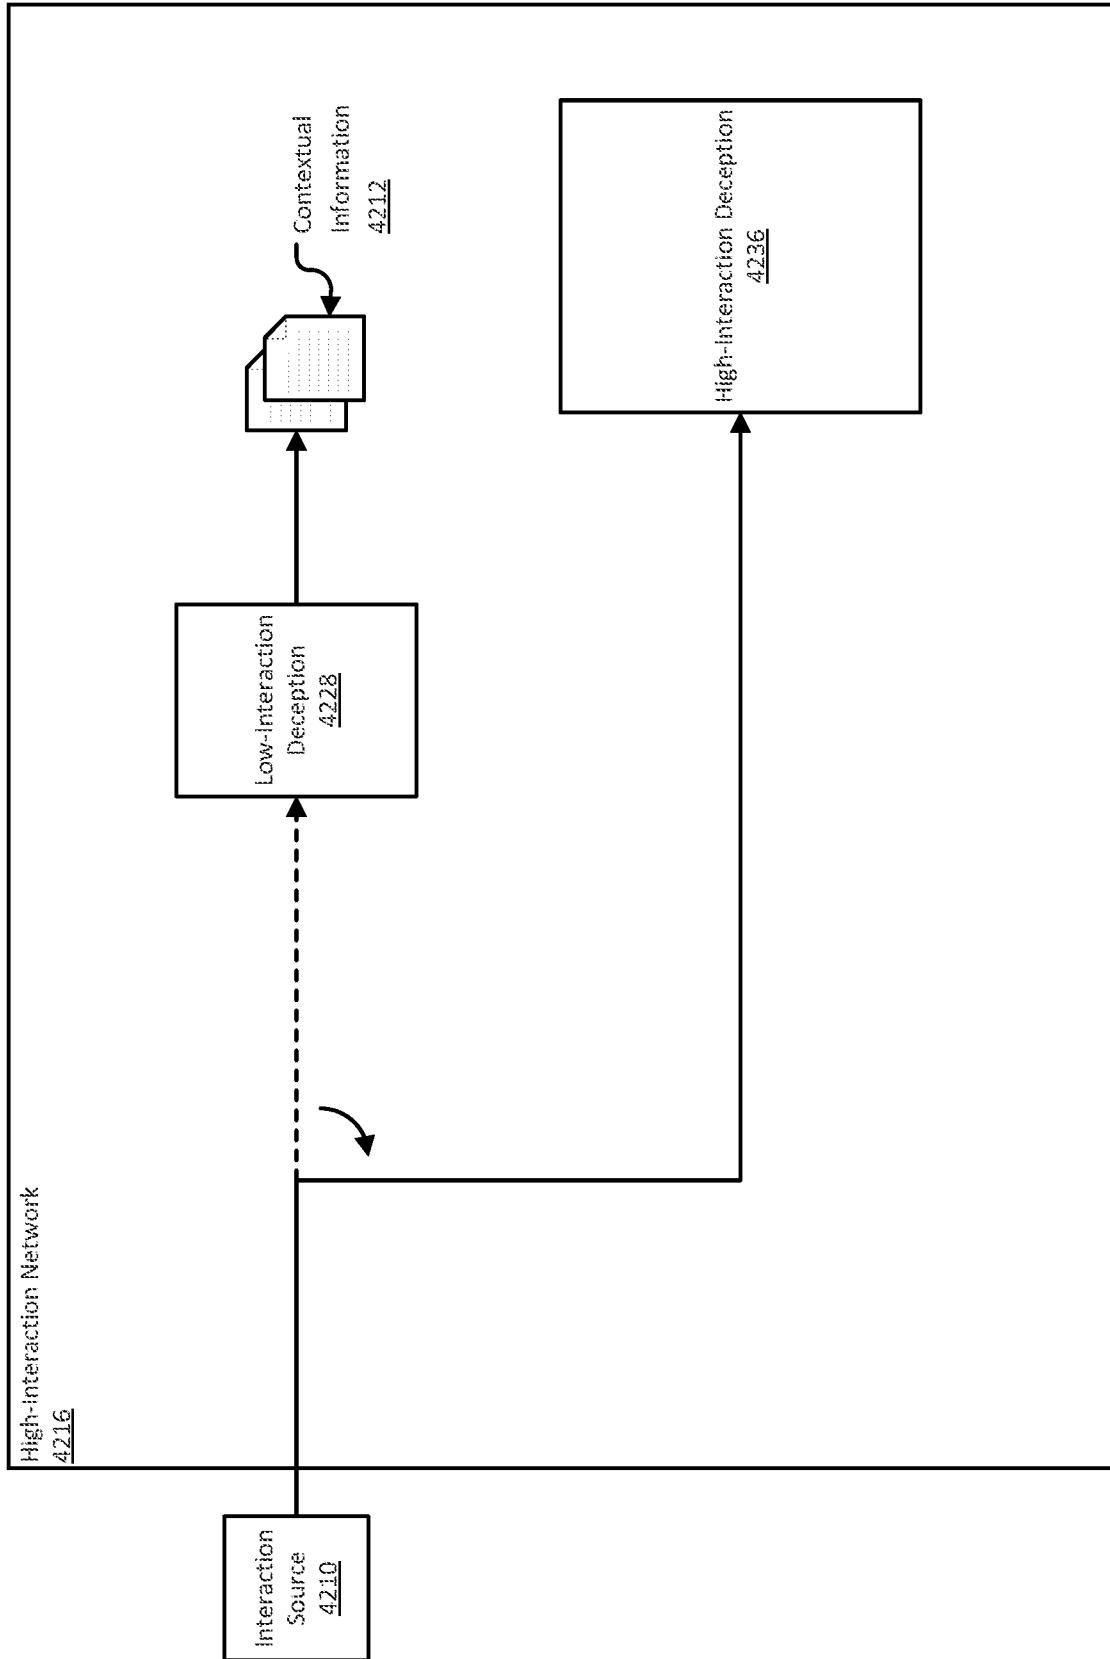 High-Interaction Network
4216
Interaction
Source
4210
Low-Interaction
Deception
4228
Contextual
Information
4212
High-Interaction Deception
4236